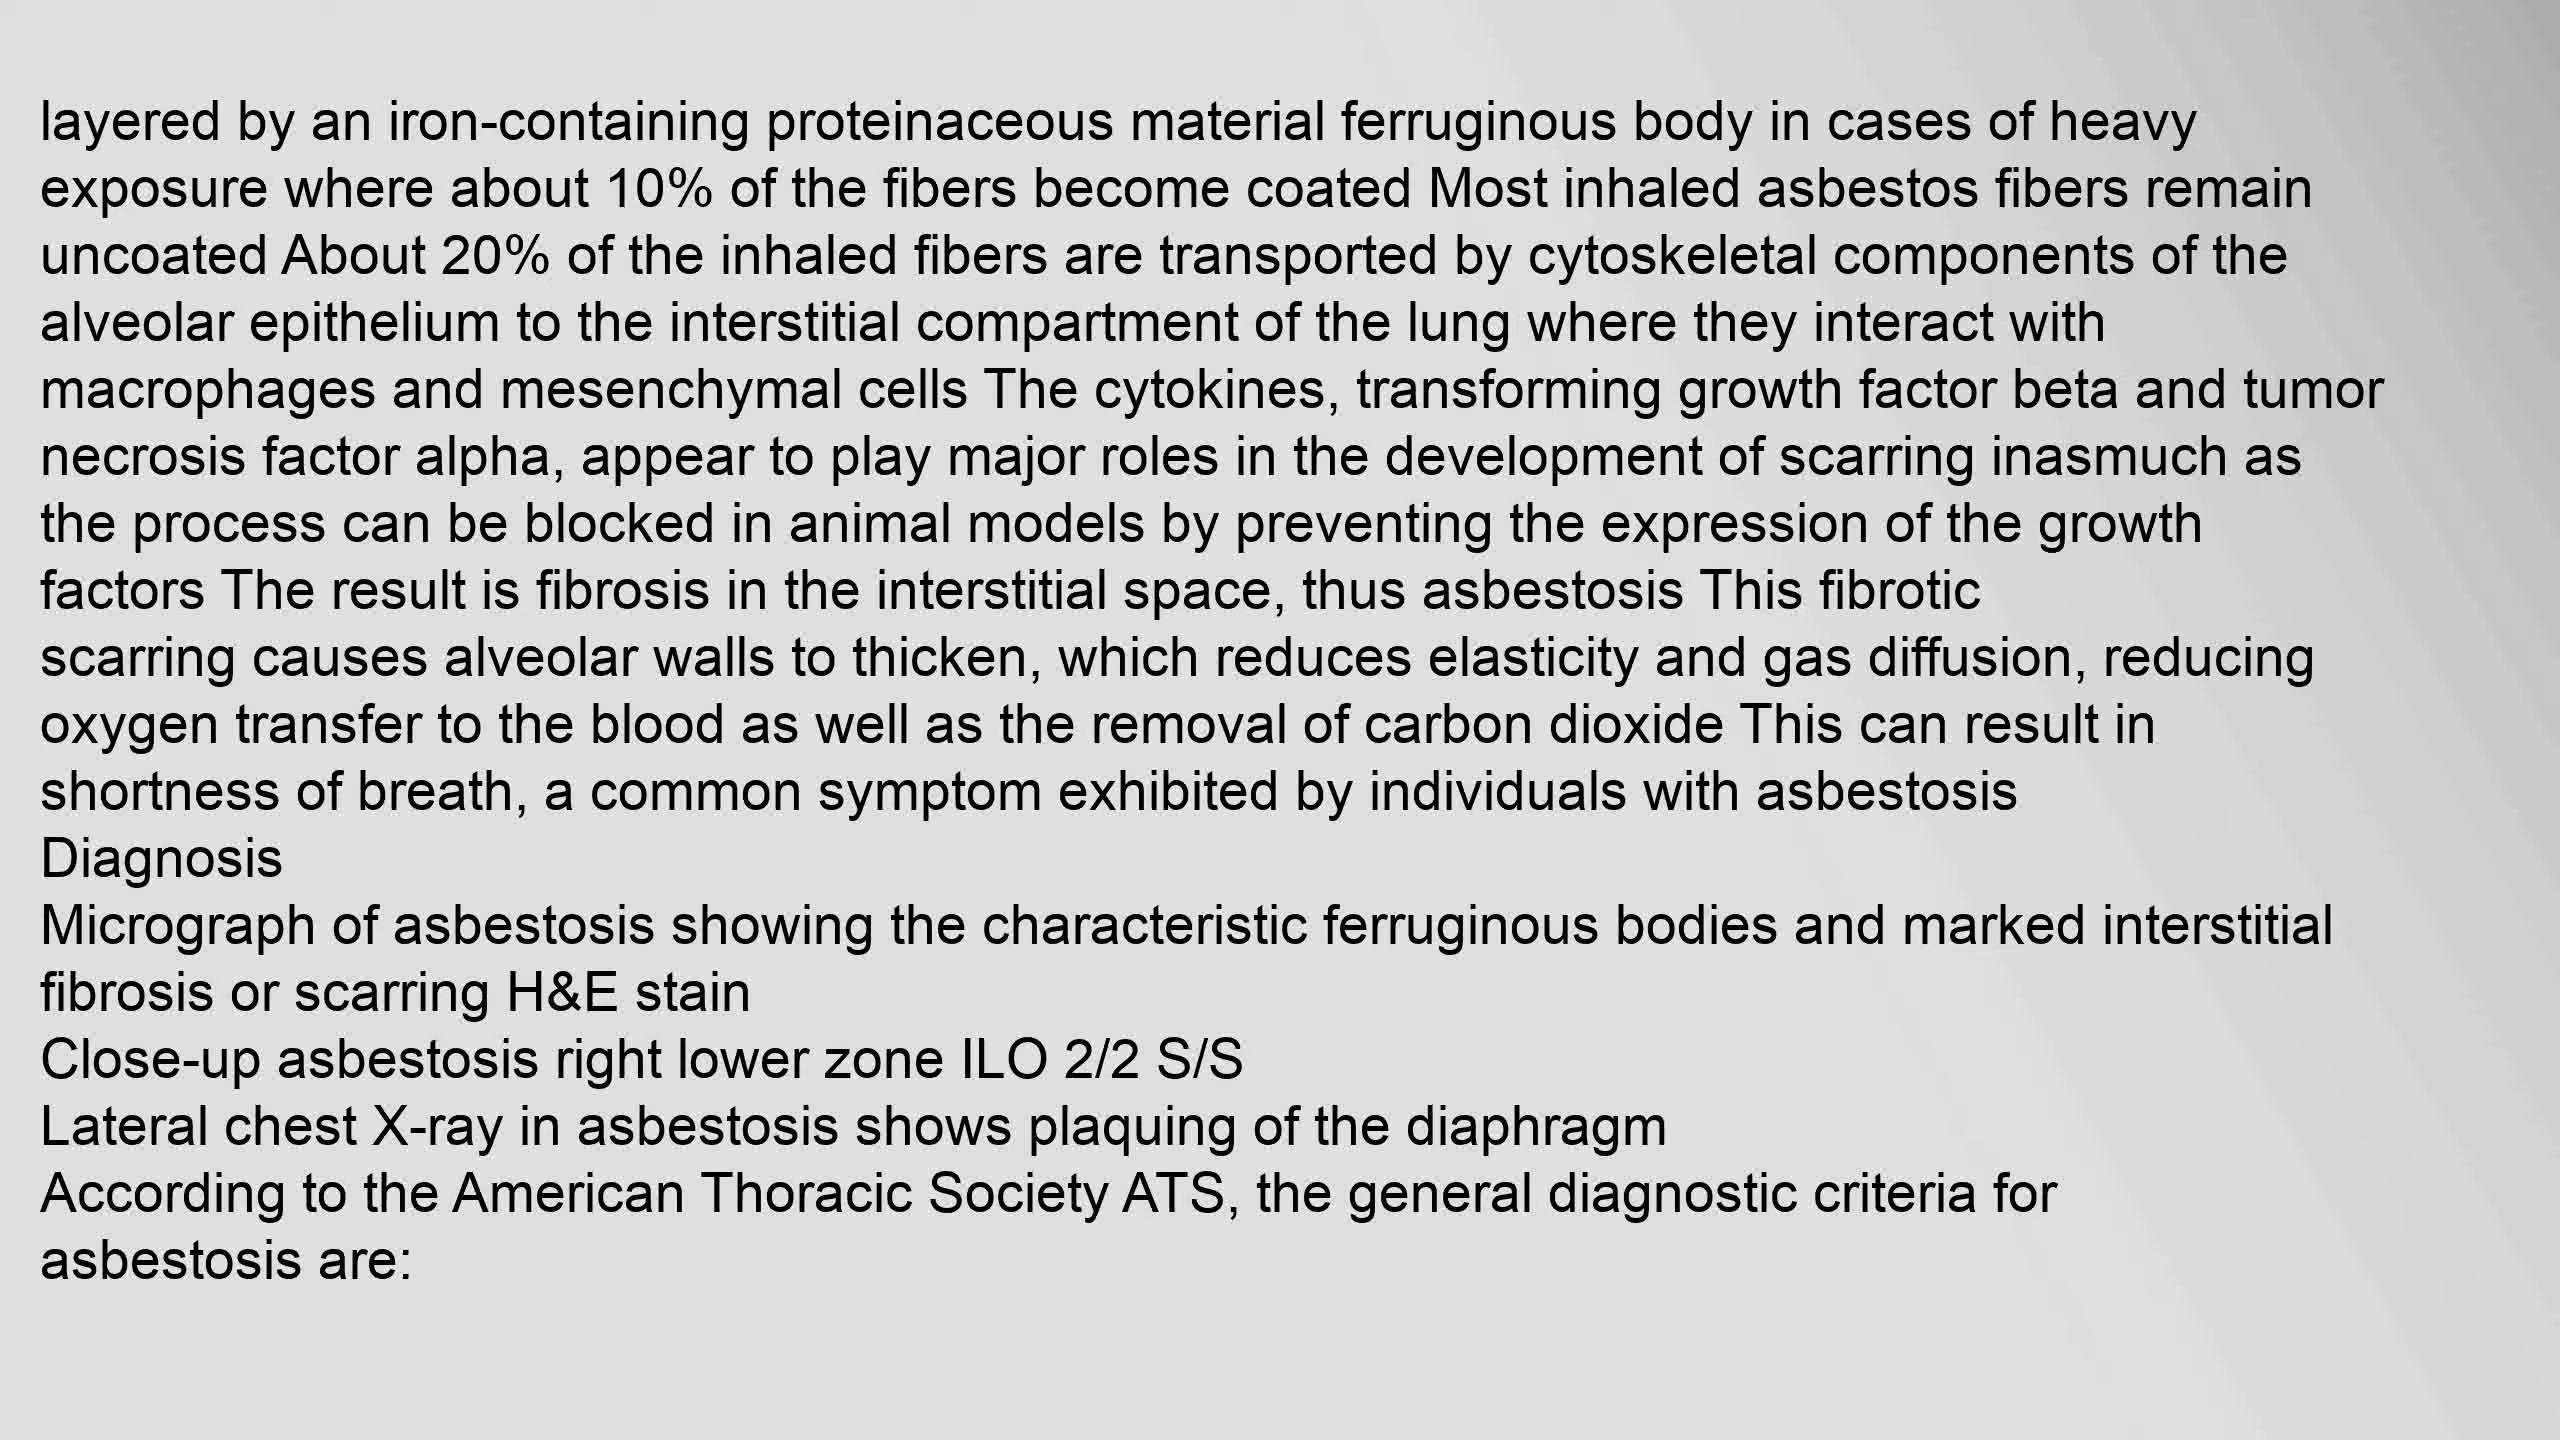 layered by an iron-containing proteinaceous material ferruginous body in cases of heavy
exposure where about 10% of the fibers become coated Most inhaled asbestos fibers remain
uncoated About 20% of the inhaled fibers are transported by cytoskeletal components of the
alveolar epithelium to the interstitial compartment of the lung where they interact with
macrophages and mesenchymal cells The cytokines, transforming growth factor beta and tumor
necrosis factor alpha, appear to play major roles in the development of scarring inasmuch as
the process can be blocked in animal models by preventing the expression of the growth
factors The result is fibrosis in the interstitial space, thus asbestosis This fibrotic
scarring causes alveolar walls to thicken, which reduces elasticity and gas diffusion, reducing
oxygen transfer to the blood as well as the removal of carbon dioxide This can result in
shortness of breath, a common symptom exhibited by individuals with asbestosis
Diagnosis
Micrograph of asbestosis showing the characteristic ferruginous bodies and marked interstitial
fibrosis or scarring H&E stain
Close-up asbestosis right lower zone ILO 2/2 S/S
Lateral chest X-ray in asbestosis shows plaquing of the diaphragm
According to the American Thoracic Society ATS, the general diagnostic criteria for
asbestosis are: